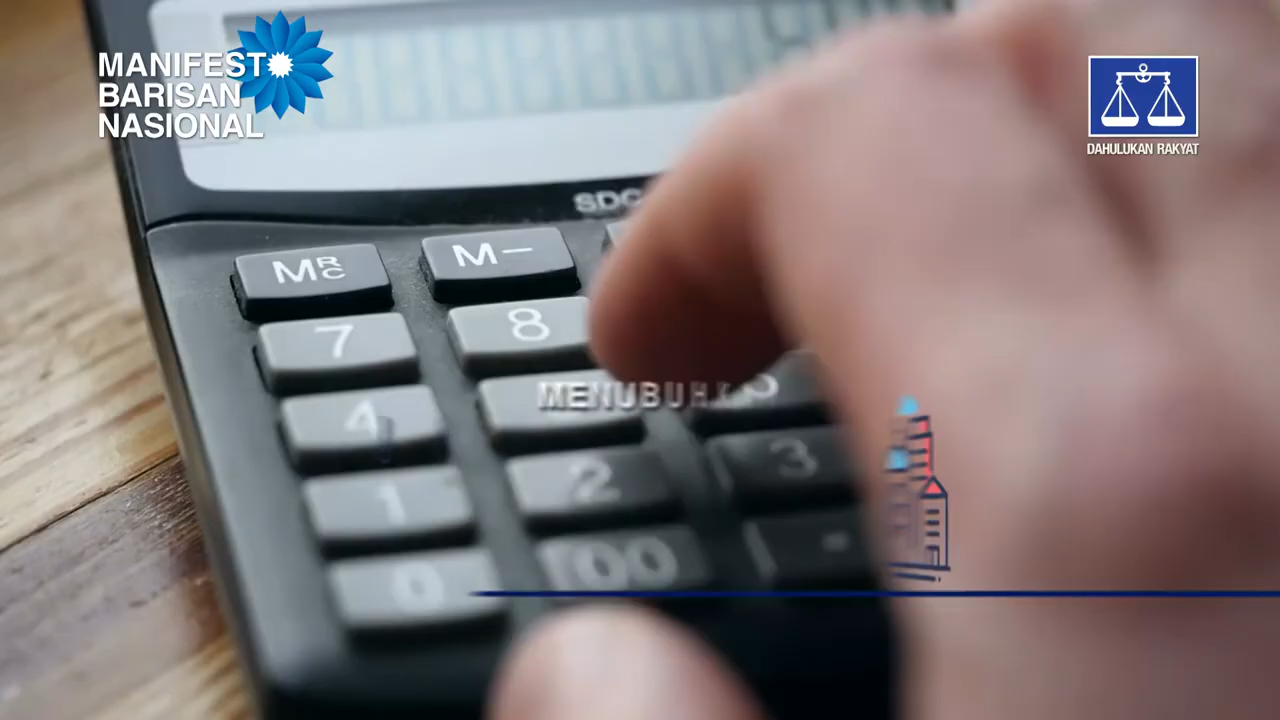 MANIFESTO
BARISAN
NASIONAL
DAHULUKAN RAKYAT
SDC
MRC
M–
7
8
4
1
2
3
0
00